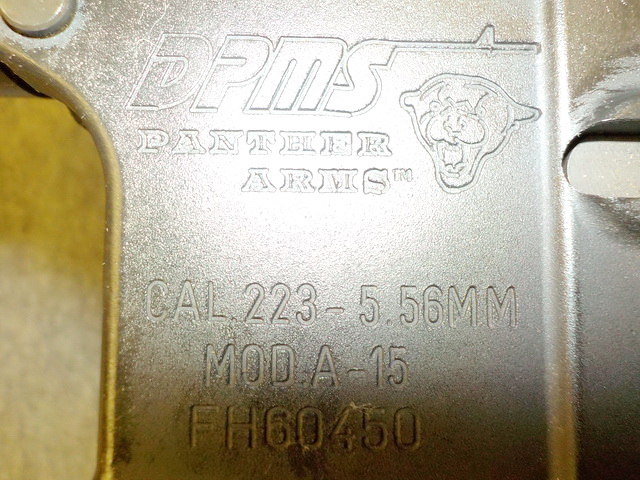 DPMS
PANTHER
ARMS™
CAL.223-5.56MM
MOD.A-15
FH60450